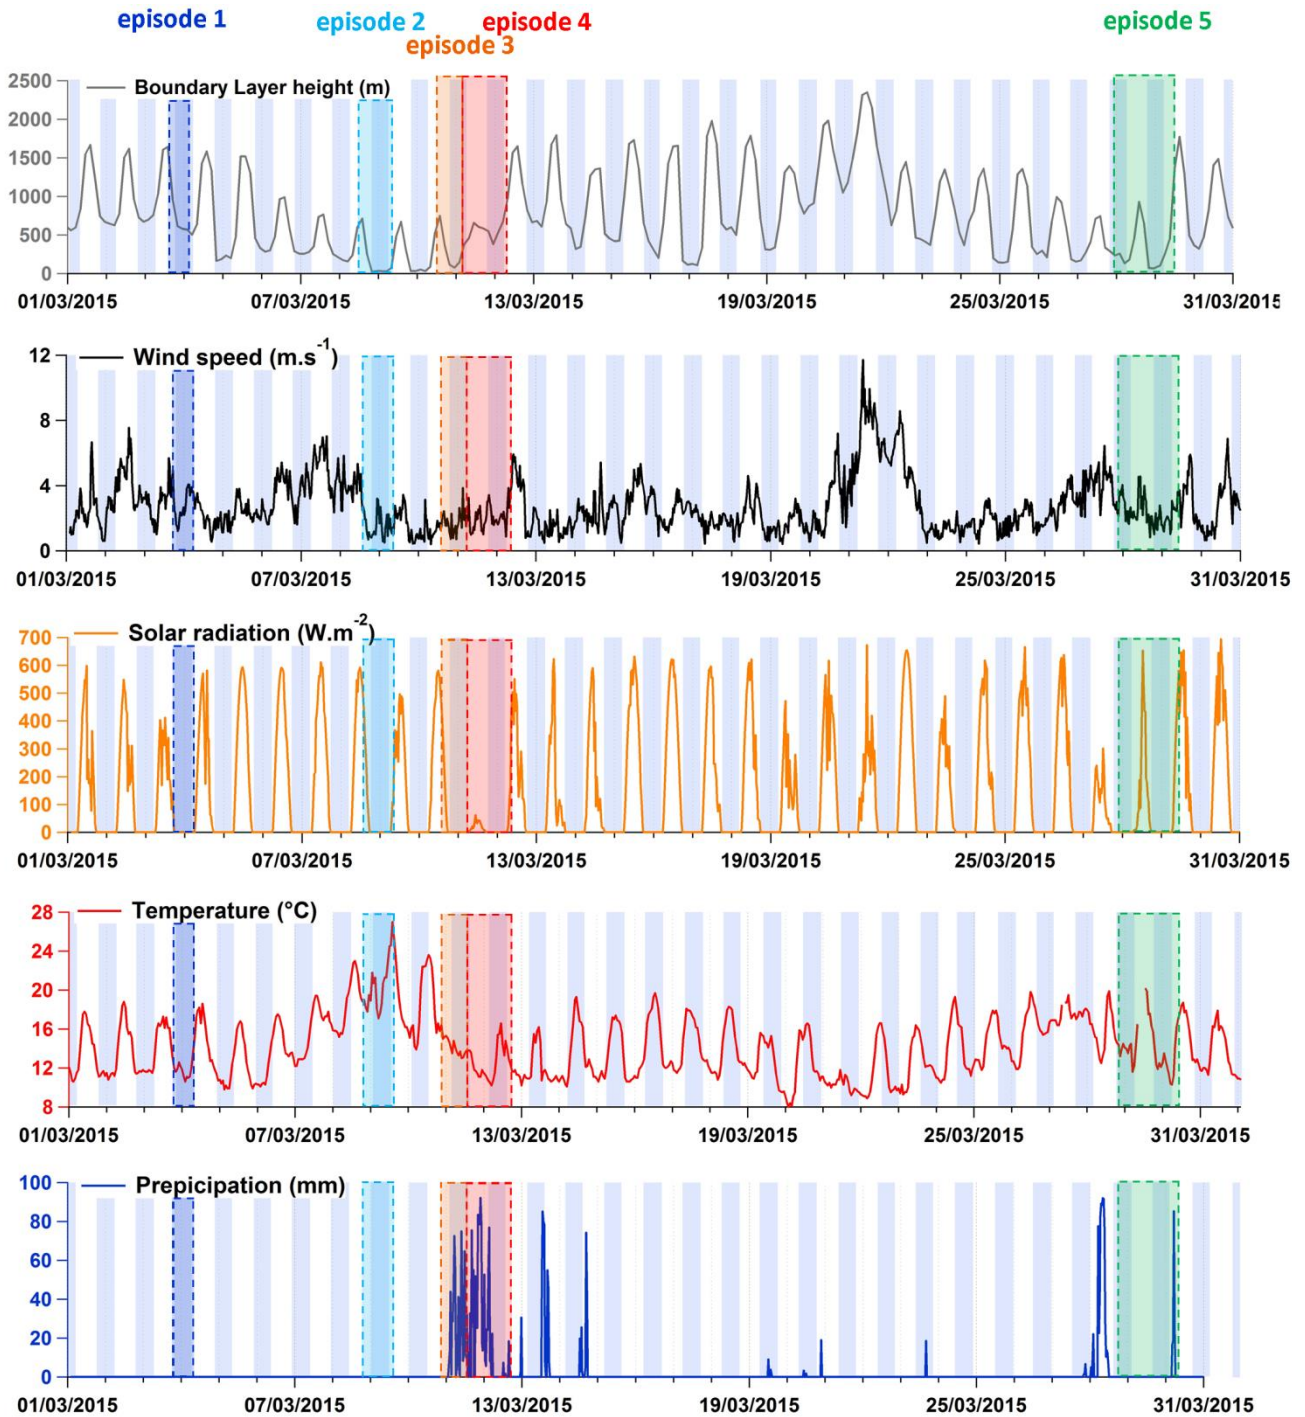 episode 1
episode 2
episode 4
episode 3
episode 5
2500
Boundary Layer height (m)
2000
1500
1000
500
0
01/03/2015 07/03/2015 13/03/2015 19/03/2015 25/03/2015 31/03/2015
12
Wind speed (m.s-1)
8
4
0
01/03/2015 07/03/2015 13/03/2015 19/03/2015 25/03/2015 31/03/2015
700
Solar radiation (W.m-2)
600
500
400
300
200
100
0
01/03/2015 07/03/2015 13/03/2015 19/03/2015 25/03/2015 31/03/2015
28
Temperature (°C)
24
20
16
12
8
01/03/2015 07/03/2015 13/03/2015 19/03/2015 25/03/2015 31/03/2015
100
Prepicipation (mm)
80
60
40
20
0
01/03/2015 07/03/2015 13/03/2015 19/03/2015 25/03/2015 31/03/2015